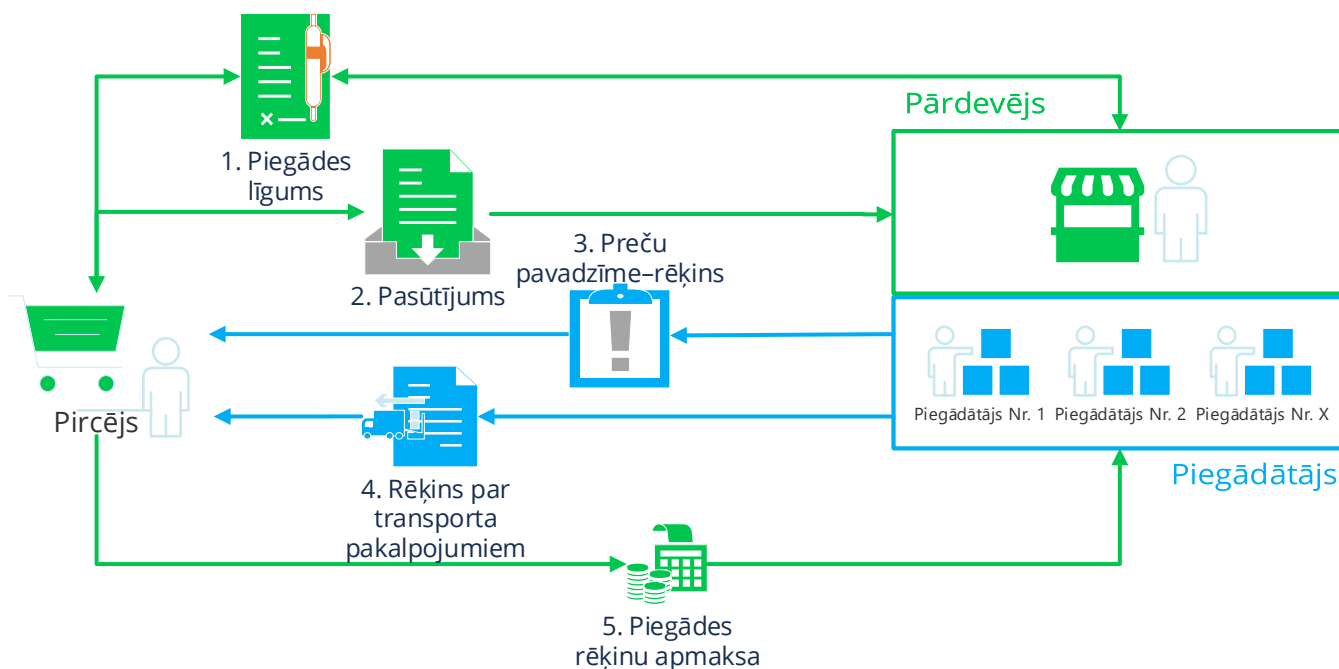 Pārdevējs
1. Piegādes
līgums
2. Pasūtījums
3. Preču
pavadzīme–rēķins
Pircējs
Piegādātājs Nr. 1
Piegādātājs Nr. 2
Piegādātājs Nr. X
Piegādātājs
4. Rēķins par
transporta
pakalpojumiem
5. Piegādes
rēķinu apmaksa